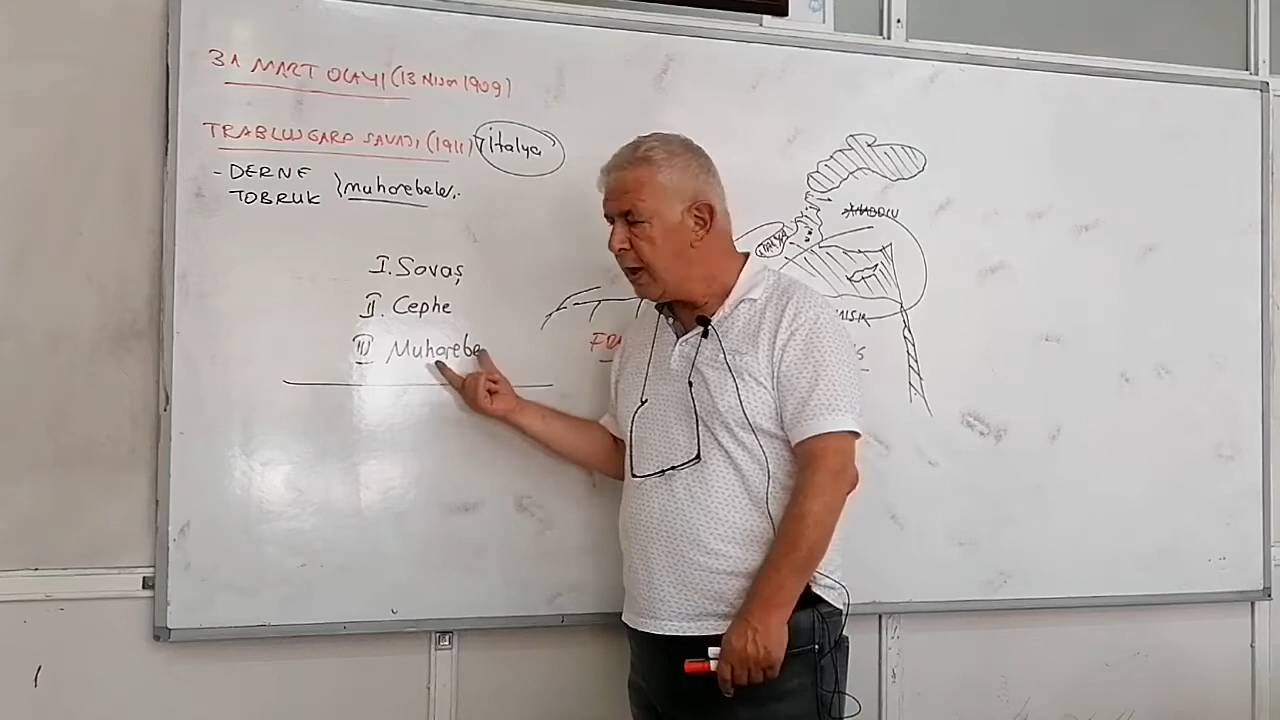 31 MART OLAYI (13 Nisan 1909)
TRABLUSGARP SAVAŞI (1911) İtalya
- DERNE
TOBRUK
muharebeler..
I. Savaş
II. Cephe
III Muharebe
ANADOLU
MISIR